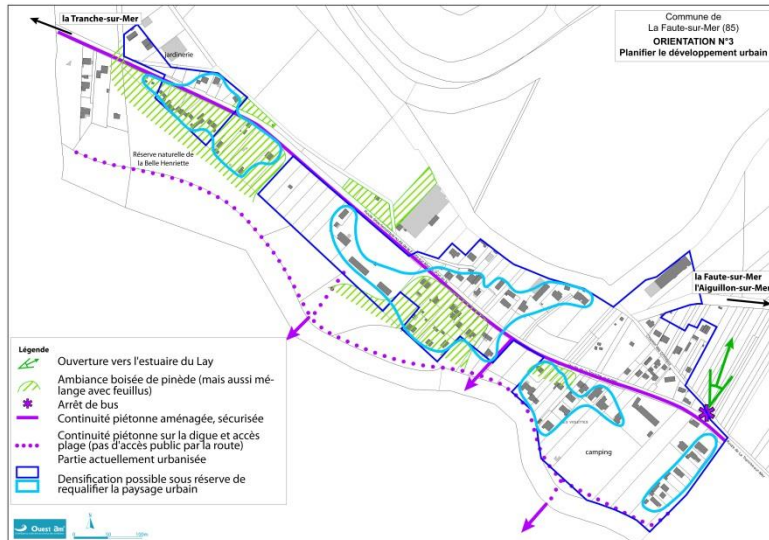 la Tranche-sur-Mer
Commune de
La Faute-sur-Mer (85)
ORIENTATION N°3
Planifier le développement urbain
Jardinerie
Réserve naturelle de
la Belle Henriette
la Faute-sur-Mer
l'Aiguillon-sur-Mer
camping
Légende
Ouverture vers l'estuaire du Lay
Ambiance boisée de pinède (mais aussi mé-
lange avec feuillus)
Arrêt de bus
Continuité piétonne aménagée, sécurisée
Continuité piétonne sur la digue et accès
plage (pas d'accès public par la route)
Partie actuellement urbanisée
Densification possible sous réserve de
requalifier la paysage urbain
OUEST AM'
N
0 50 100m